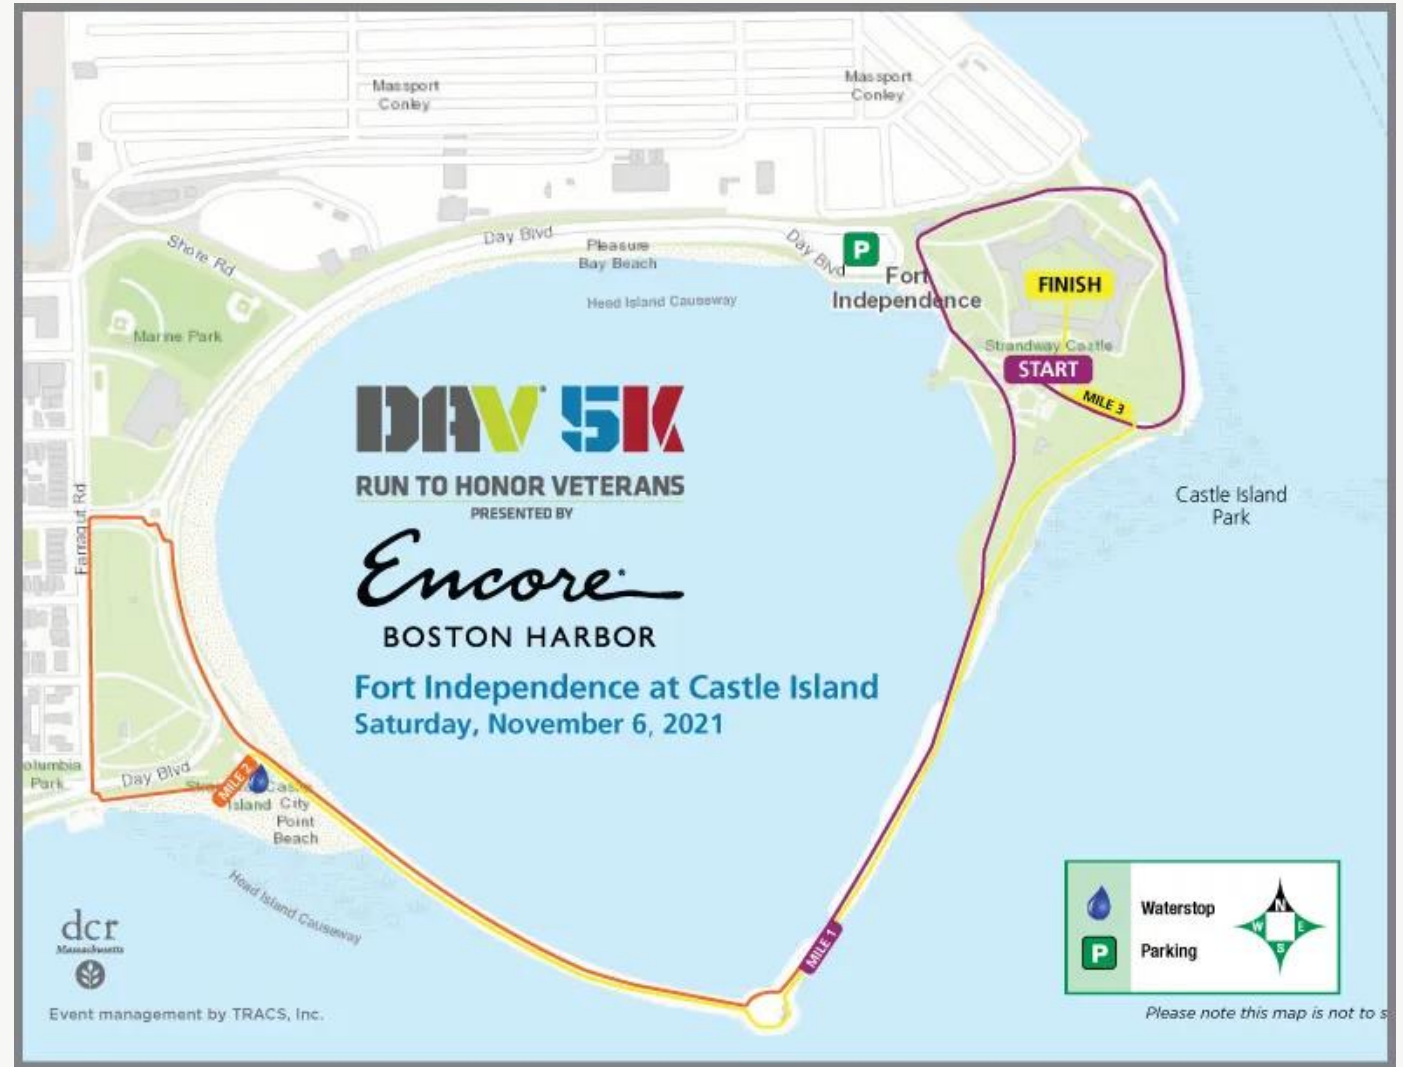 Massport
Conley
Massport
Conley
Shore Rd
Day Blvd
Pleasure
Bay Beach
Head Island Causeway
Day Blvd
P
Fort
Independence
FINISH
Strandway Castle
START
MILE 3
Marine Park
Farragut Rd
DAV 5K
RUN TO HONOR VETERANS
PRESENTED BY
Encore
BOSTON HARBOR
Fort Independence at Castle Island
Saturday, November 6, 2021
Castle Island
Park
olumbia
Park
Day Blvd
MILE 2
Island City
Point
Beach
Head Island Causeway
MILE 1
dcr
Massachusetts
Event management by TRACS, Inc.
Waterstop
P
Parking
N
W E
S
Please note this map is not to s